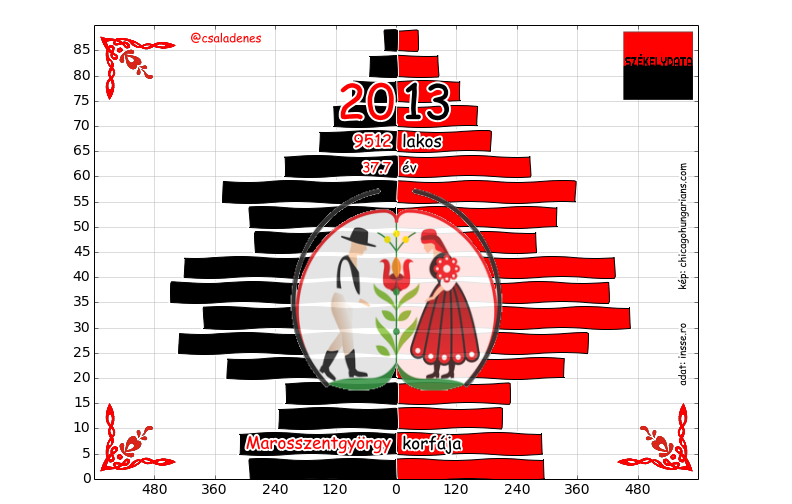 @csaladenes
SZÉKELYDATA
2013
9512 lakos
37.7 év
kép: chicagohungarians.com
adat: insse.ro
Marosszentgyörgy korfája
85
80
75
70
65
60
55
50
45
40
35
30
25
20
15
10
5
0
480 360 240 120 0 120 240 360 480